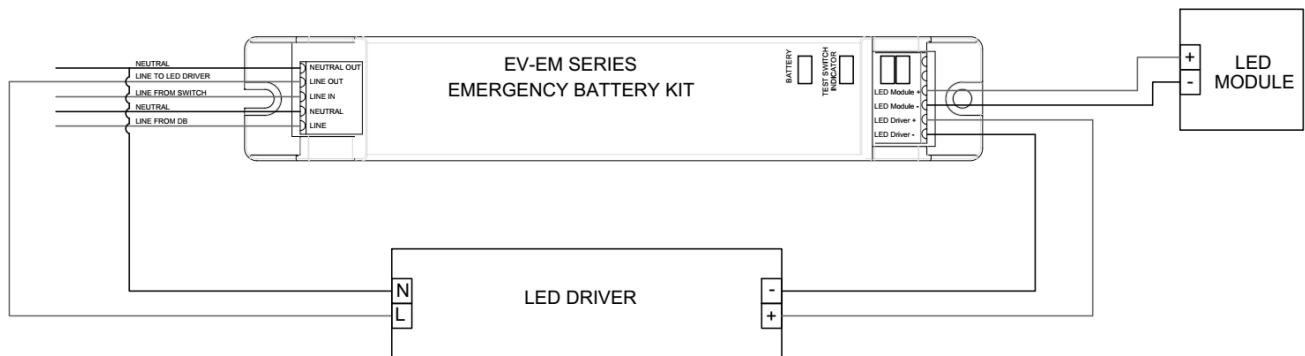 NEUTRAL
LINE TO LED DRIVER
LINE FROM SWITCH
NEUTRAL
LINE FROM DB
NEUTRAL OUT
LINE OUT
LINE IN
NEUTRAL
LINE
EV-EM SERIES
EMERGENCY BATTERY KIT
BATTERY
TEST SWITCH
INDICATOR
LED Module +
LED Module -
LED Driver +
LED Driver -
+
-
LED
MODULE
N
L
LED DRIVER
-
+